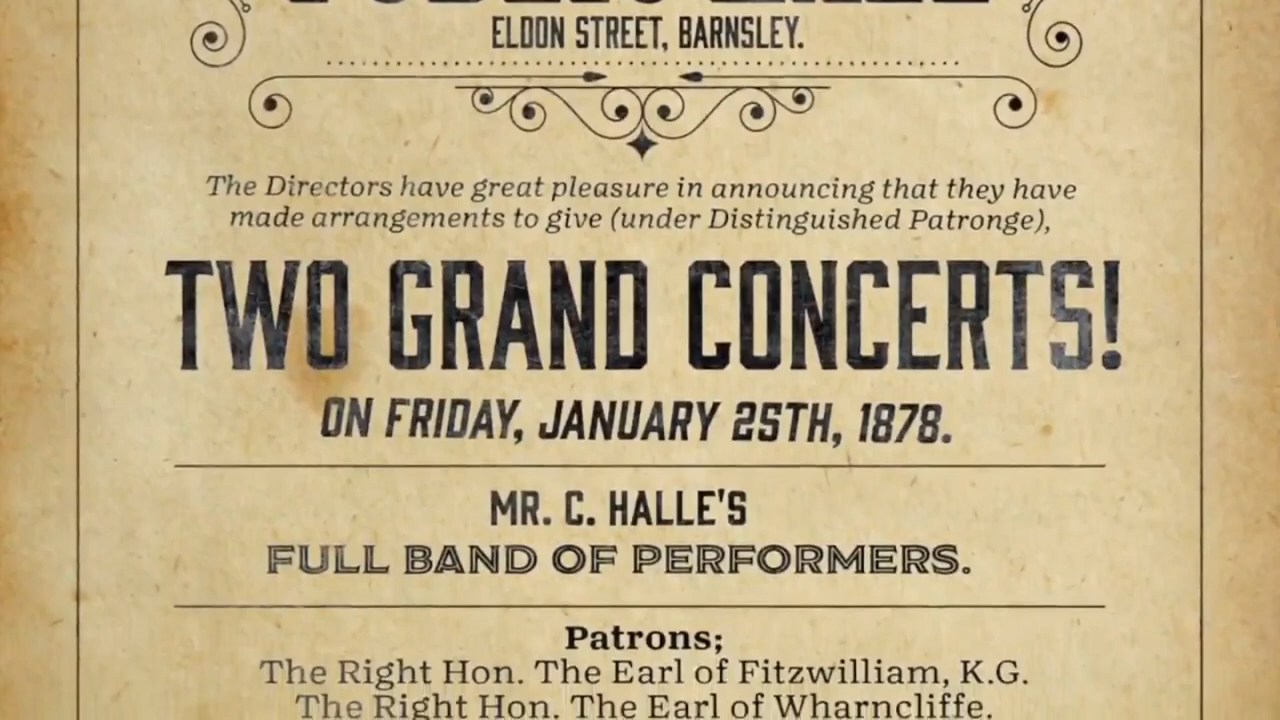 ELDON STREET, BARNSLEY.
The Directors have great pleasure in announcing that they have
made arrangements to give (under Distinguished Patronge),
TWO GRAND CONCERTS!
ON FRIDAY, JANUARY 25TH, 1878.
MR. C. HALLE'S
FULL BAND OF PERFORMERS.
Patrons;
The Right Hon. The Earl of Fitzwilliam, K.G.
The Right Hon. The Earl of Wharncliffe.